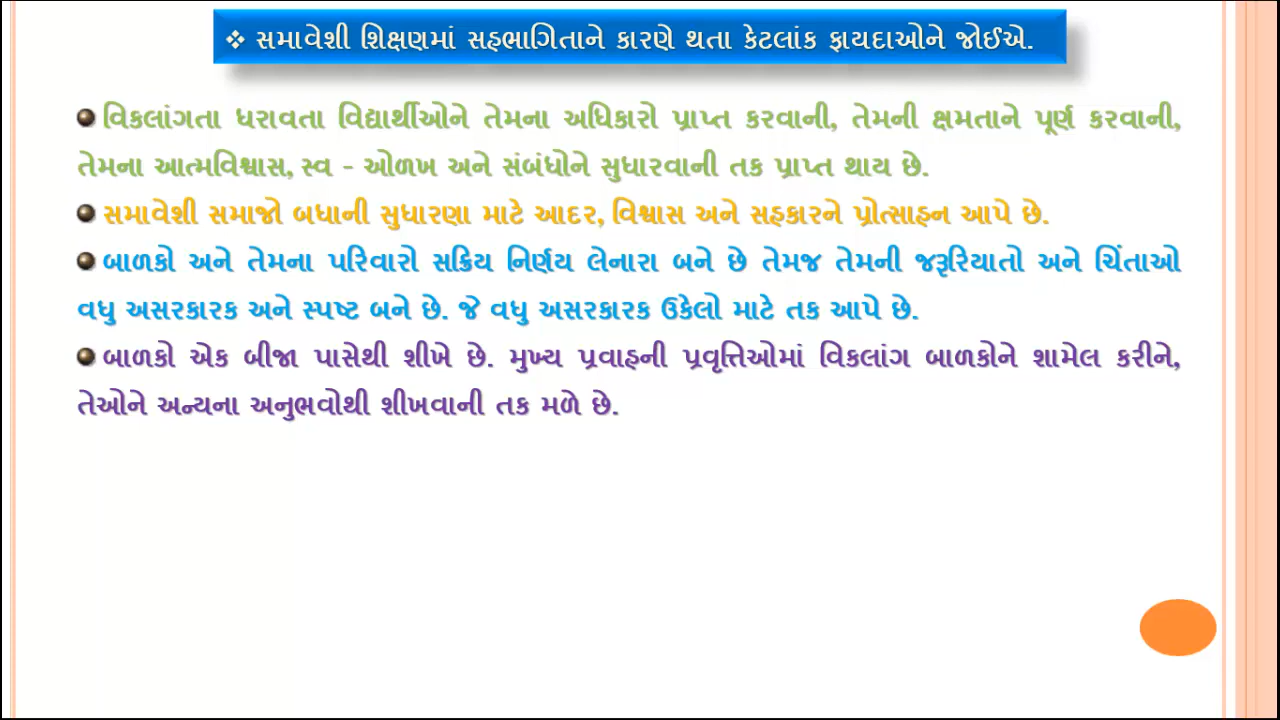 ❖ સમાવેશી શિક્ષણમાં સહભાગિતાને કારણે થતા કેટલાંક ફાયદાઓને જોઈએ.
વિકલાંગતા ધરાવતા વિદ્યાર્થીઓને તેમના અધિકારો પ્રાપ્ત કરવાની, તેમની ક્ષમતાને પૂર્ણ કરવાની,
તેમના આત્મવિશ્વાસ, સ્વ - ઓળખ અને સંબંધોને સુધારવાની તક પ્રાપ્ત થાય છે.
સમાવેશી સમાજો બધાની સુધારણા માટે આદર, વિશ્વાસ અને સહકારને પ્રોત્સાહન આપે છે.
બાળકો અને તેમના પરિવારો સક્રિય નિર્ણય લેનારા બને છે તેમજ તેમની જરૂરિયાતો અને ચિંતાઓ
વધુ અસરકારક અને સ્પષ્ટ બને છે. જે વધુ અસરકારક ઉકેલો માટે તક આપે છે.
બાળકો એક બીજા પાસેથી શીખે છે. મુખ્ય પ્રવાહની પ્રવૃત્તિઓમાં વિકલાંગ બાળકોને શામેલ કરીને,
તેઓને અન્યના અનુભવોથી શીખવાની તક મળે છે.